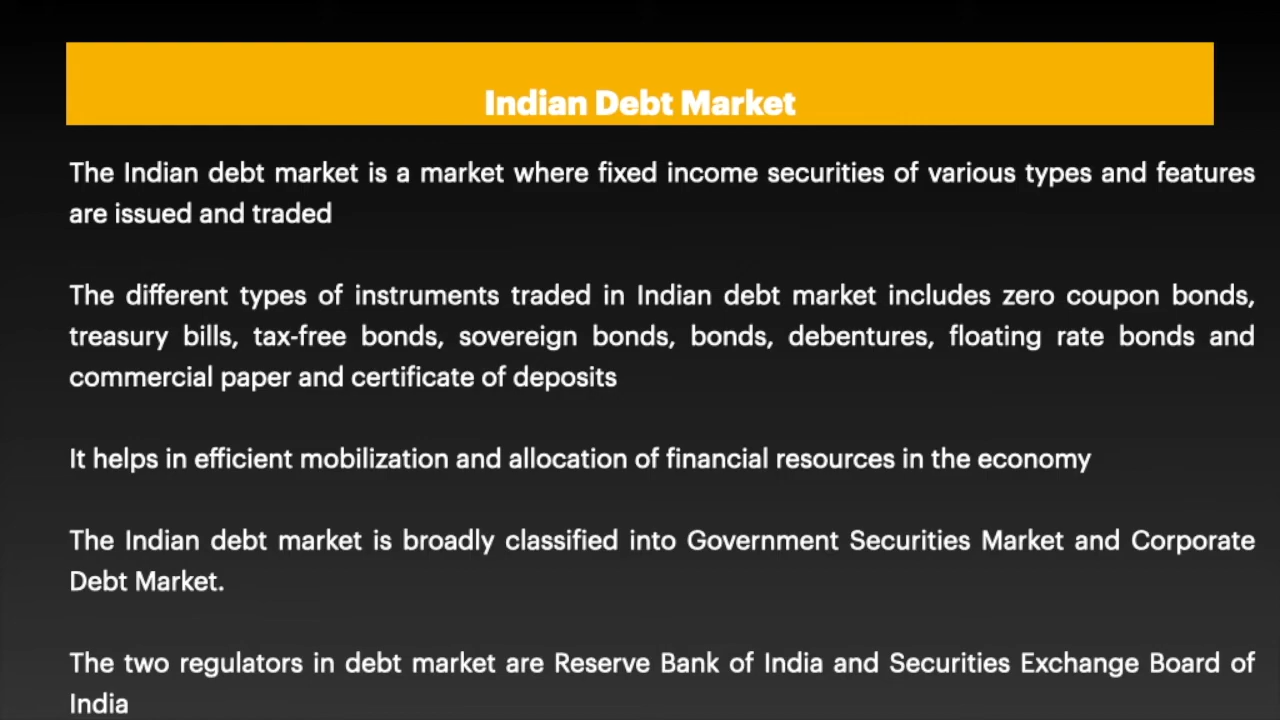 Indian Debt Market
The Indian debt market is a market where fixed income securities of various types and features
are issued and traded
The different types of instruments traded in Indian debt market includes zero coupon bonds,
treasury bills, tax-free bonds, sovereign bonds, bonds, debentures, floating rate bonds and
commercial paper and certificate of deposits
It helps in efficient mobilization and allocation of financial resources in the economy
The Indian debt market is broadly classified into Government Securities Market and Corporate
Debt Market.
The two regulators in debt market are Reserve Bank of India and Securities Exchange Board of
India